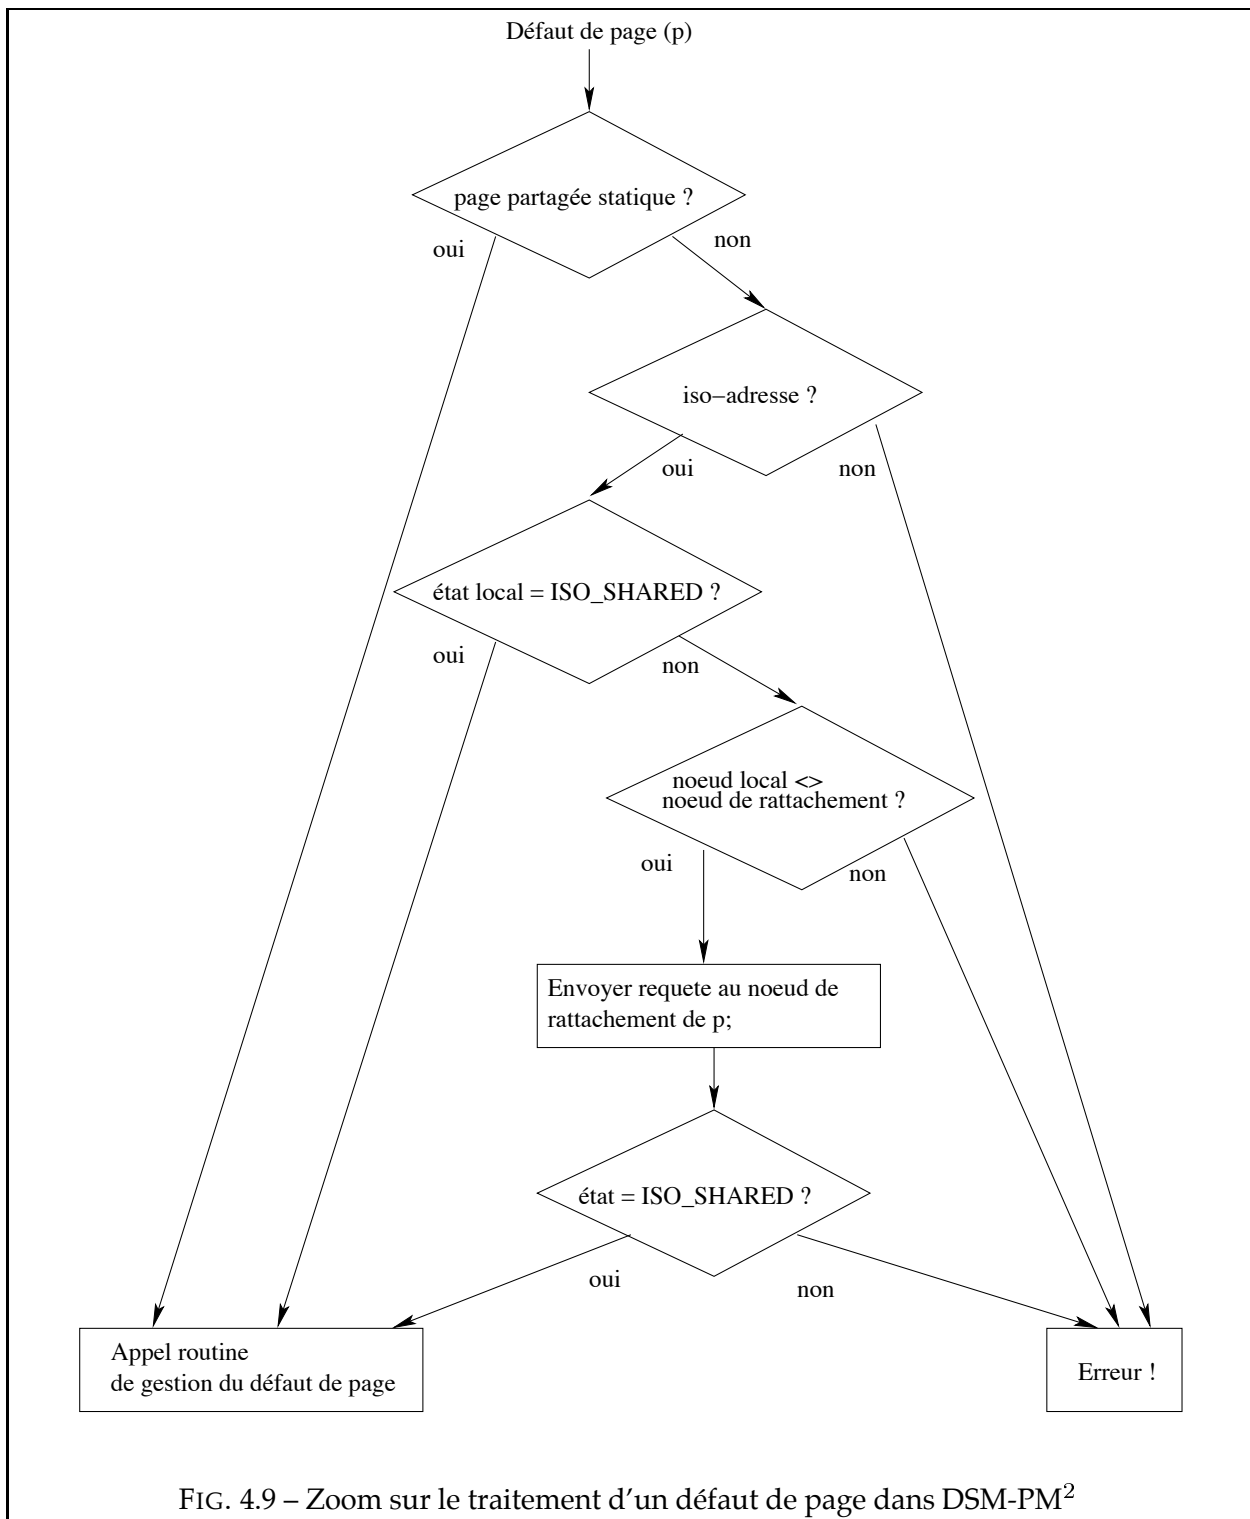 Défaut de page (p)
page partagée statique ?
oui
non
iso−adresse ?
oui
non
état local = ISO_SHARED ?
oui
non
noeud local <>
noeud de rattachement ?
oui
non
Envoyer requete au noeud de
rattachement de p;
état = ISO_SHARED ?
oui
non
Appel routine
de gestion du défaut de page
Erreur !
FIG. 4.9 – Zoom sur le traitement d'un défaut de page dans DSM-PM²